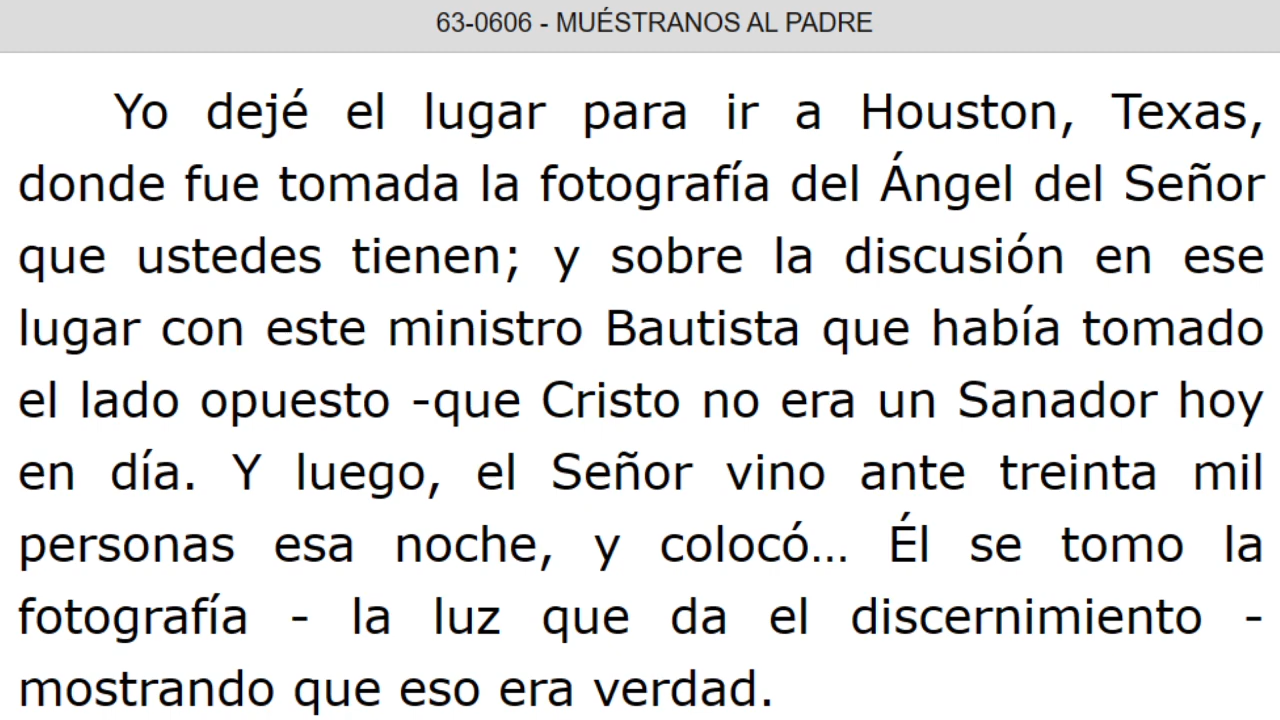 63-0606 - MUÉSTRANOS AL PADRE
Yo dejé el lugar para ir a Houston, Texas,
donde fue tomada la fotografía del Ángel del Señor
que ustedes tienen; y sobre la discusión en ese
lugar con este ministro Bautista que había tomado
el lado opuesto -que Cristo no era un Sanador hoy
en día. Y luego, el Señor vino ante treinta mil
personas esa noche, y colocó... Él se tomo la
fotografía - la luz que da el discernimiento -
mostrando que eso era verdad.